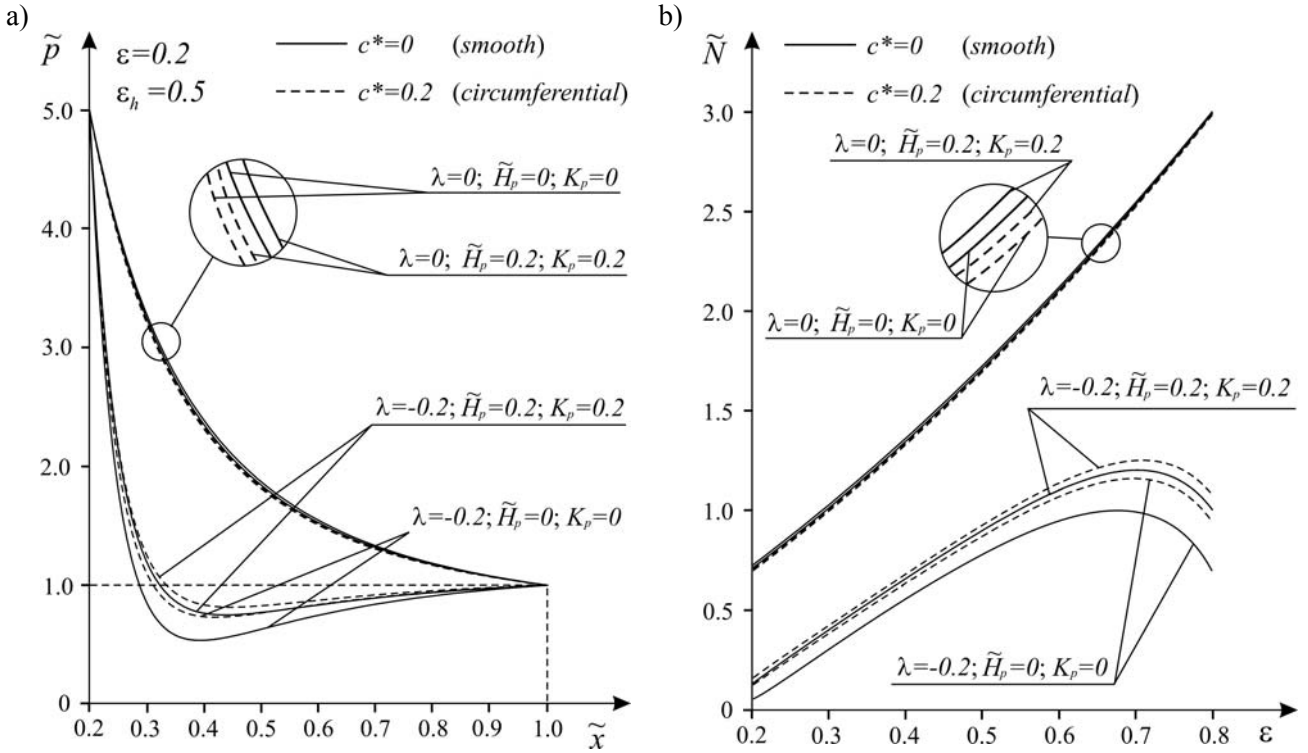 a)
p̃
ε=0.2
ε_h=0.5
c*=0 (smooth)
c*=0.2 (circumferential)
5.0
4.0
3.0
2.0
1.0
0
λ=0; H̃_p=0; K_p=0
λ=0; H̃_p=0.2; K_p=0.2
λ=-0.2; H̃_p=0.2; K_p=0.2
λ=-0.2; H̃_p=0; K_p=0
0.2 0.3 0.4 0.5 0.6 0.7 0.8 0.9 1.0
x̃
b)
Ñ
c*=0 (smooth)
c*=0.2 (circumferential)
3.0
2.5
2.0
1.5
1.0
0.5
0
λ=0; H̃_p=0.2; K_p=0.2
λ=0; H̃_p=0; K_p=0
λ=-0.2; H̃_p=0.2; K_p=0.2
λ=-0.2; H̃_p=0; K_p=0
0.2 0.3 0.4 0.5 0.6 0.7 0.8 ε